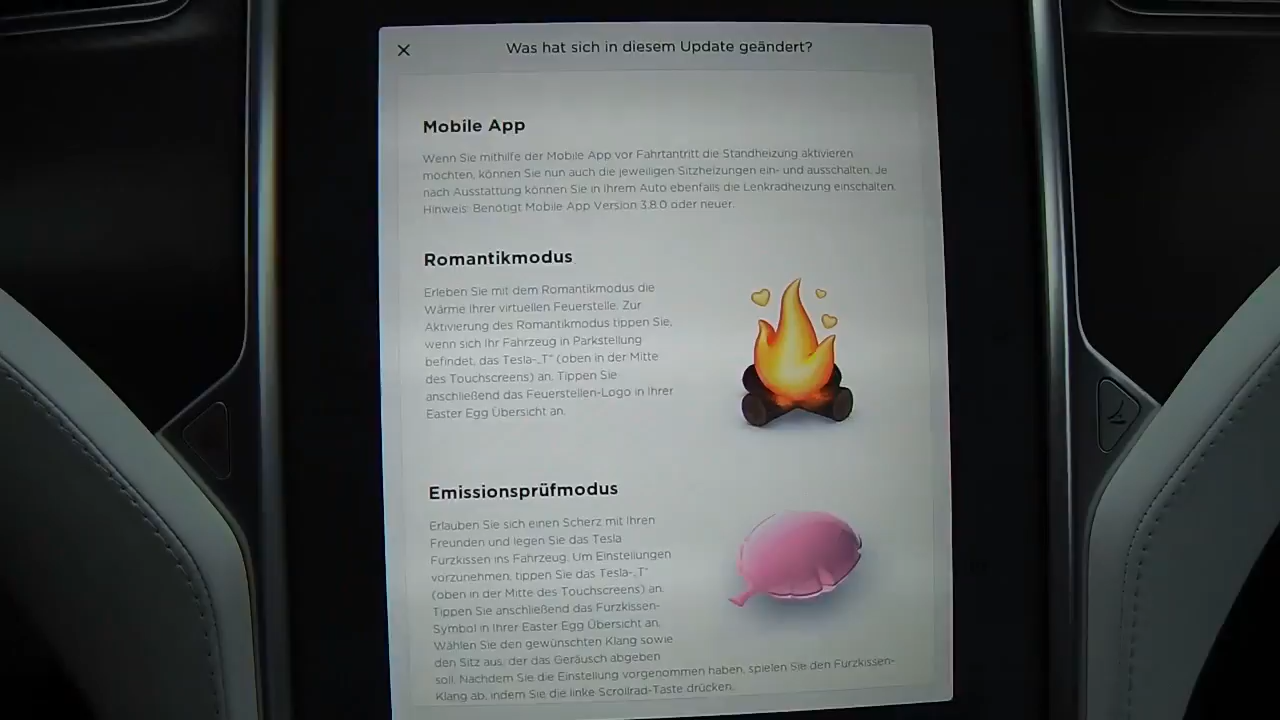 Was hat sich in diesem Update geändert?
Mobile App
Wenn Sie mithilfe der Mobile App vor Fahrtantritt die Standheizung aktivieren
möchten, können Sie nun auch die jeweiligen Sitzheizungen ein- und ausschalten. Je
nach Ausstattung können Sie in Ihrem Auto ebenfalls die Lenkradheizung einschalten.
Hinweis: Benötigt Mobile App Version 3.8.0 oder neuer.
Romantikmodus
Erleben Sie mit dem Romantikmodus die
Wärme Ihrer virtuellen Feuerstelle. Zur
Aktivierung des Romantikmodus tippen Sie,
wenn sich Ihr Fahrzeug in Parkstellung
befindet, das Tesla-„T“ (oben in der Mitte
des Touchscreens) an. Tippen Sie
anschließend das Feuerstellen-Logo in Ihrer
Easter Egg Übersicht an.
Emissionsprüfmodus
Erlauben Sie sich einen Scherz mit Ihren
Freunden und legen Sie das Tesla
Furzkissen ins Fahrzeug. Um Einstellungen
vorzunehmen, tippen Sie das Tesla-„T“
(oben in der Mitte des Touchscreens) an.
Tippen Sie anschließend das Furzkissen-
Symbol in Ihrer Easter Egg Übersicht an.
Wählen Sie den gewünschten Klang sowie
den Sitz aus, der das Geräusch abgeben
soll. Nachdem Sie die Einstellung vorgenommen haben, spielen Sie den Furzkissen-
Klang ab, indem Sie die linke Scrollrad-Taste drücken.